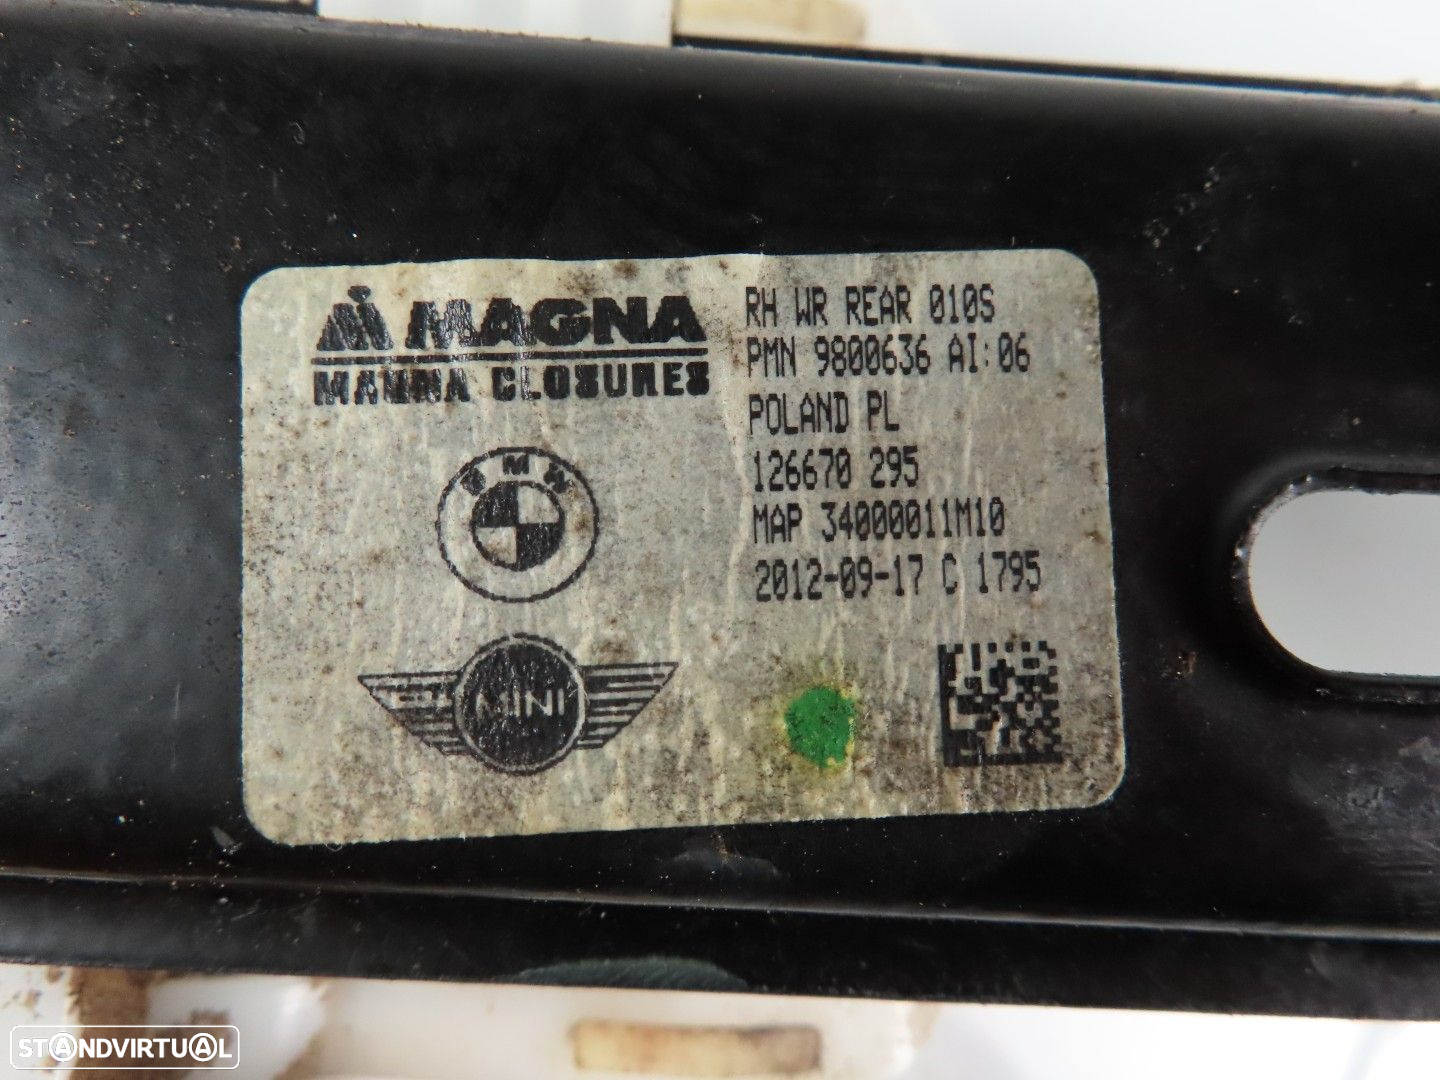 MAGNA
MAGNA CLOSURES
BMW
MINI
RH WR REAR 010S
PMN 9800636 AI:06
POLAND PL
126670 295
MAP 34000011M10
2012-09-17 C 1795
STANDVIRTUAL